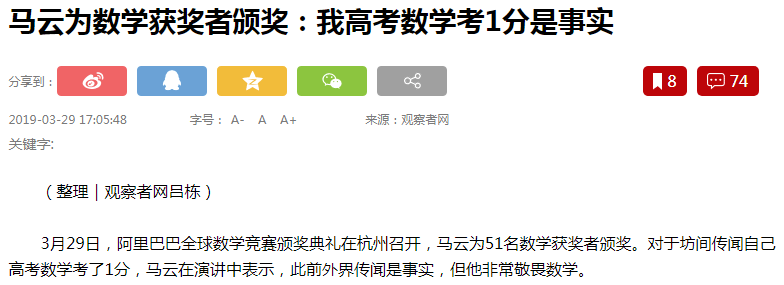 马云为数学获奖者颁奖：我高考数学考1分是事实
分享到： 8 74
2019-03-29 17:05:48 字号： A- A A+ 来源：观察者网
关键字:
（整理｜观察者网吕栋）
3月29日，阿里巴巴全球数学竞赛颁奖典礼在杭州召开，马云为51名数学获奖者颁奖。对于坊间传闻自己
高考数学考了1分，马云在演讲中表示，此前外界传闻是事实，但他非常敬畏数学。